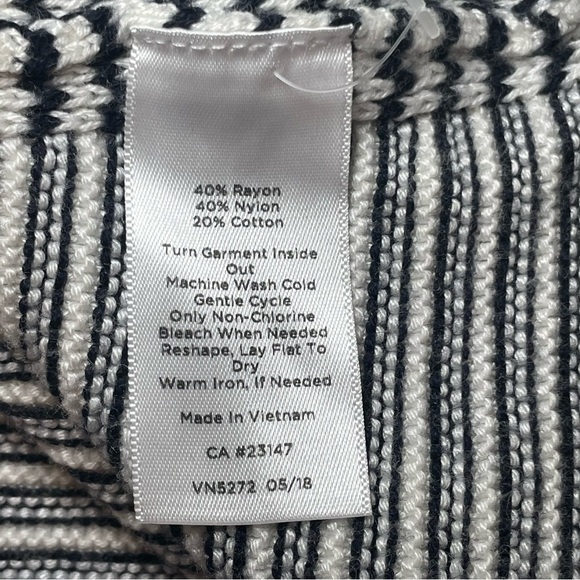 40% Rayon
40% Nylon
20% Cotton
Turn Garment Inside
Out
Machine Wash Cold
Gentle Cycle
Only Non-Chlorine
Bleach When Needed
Reshape, Lay Flat To
Dry
Warm Iron, If Needed
Made In Vietnam
CA #23147
VN5272 05/18